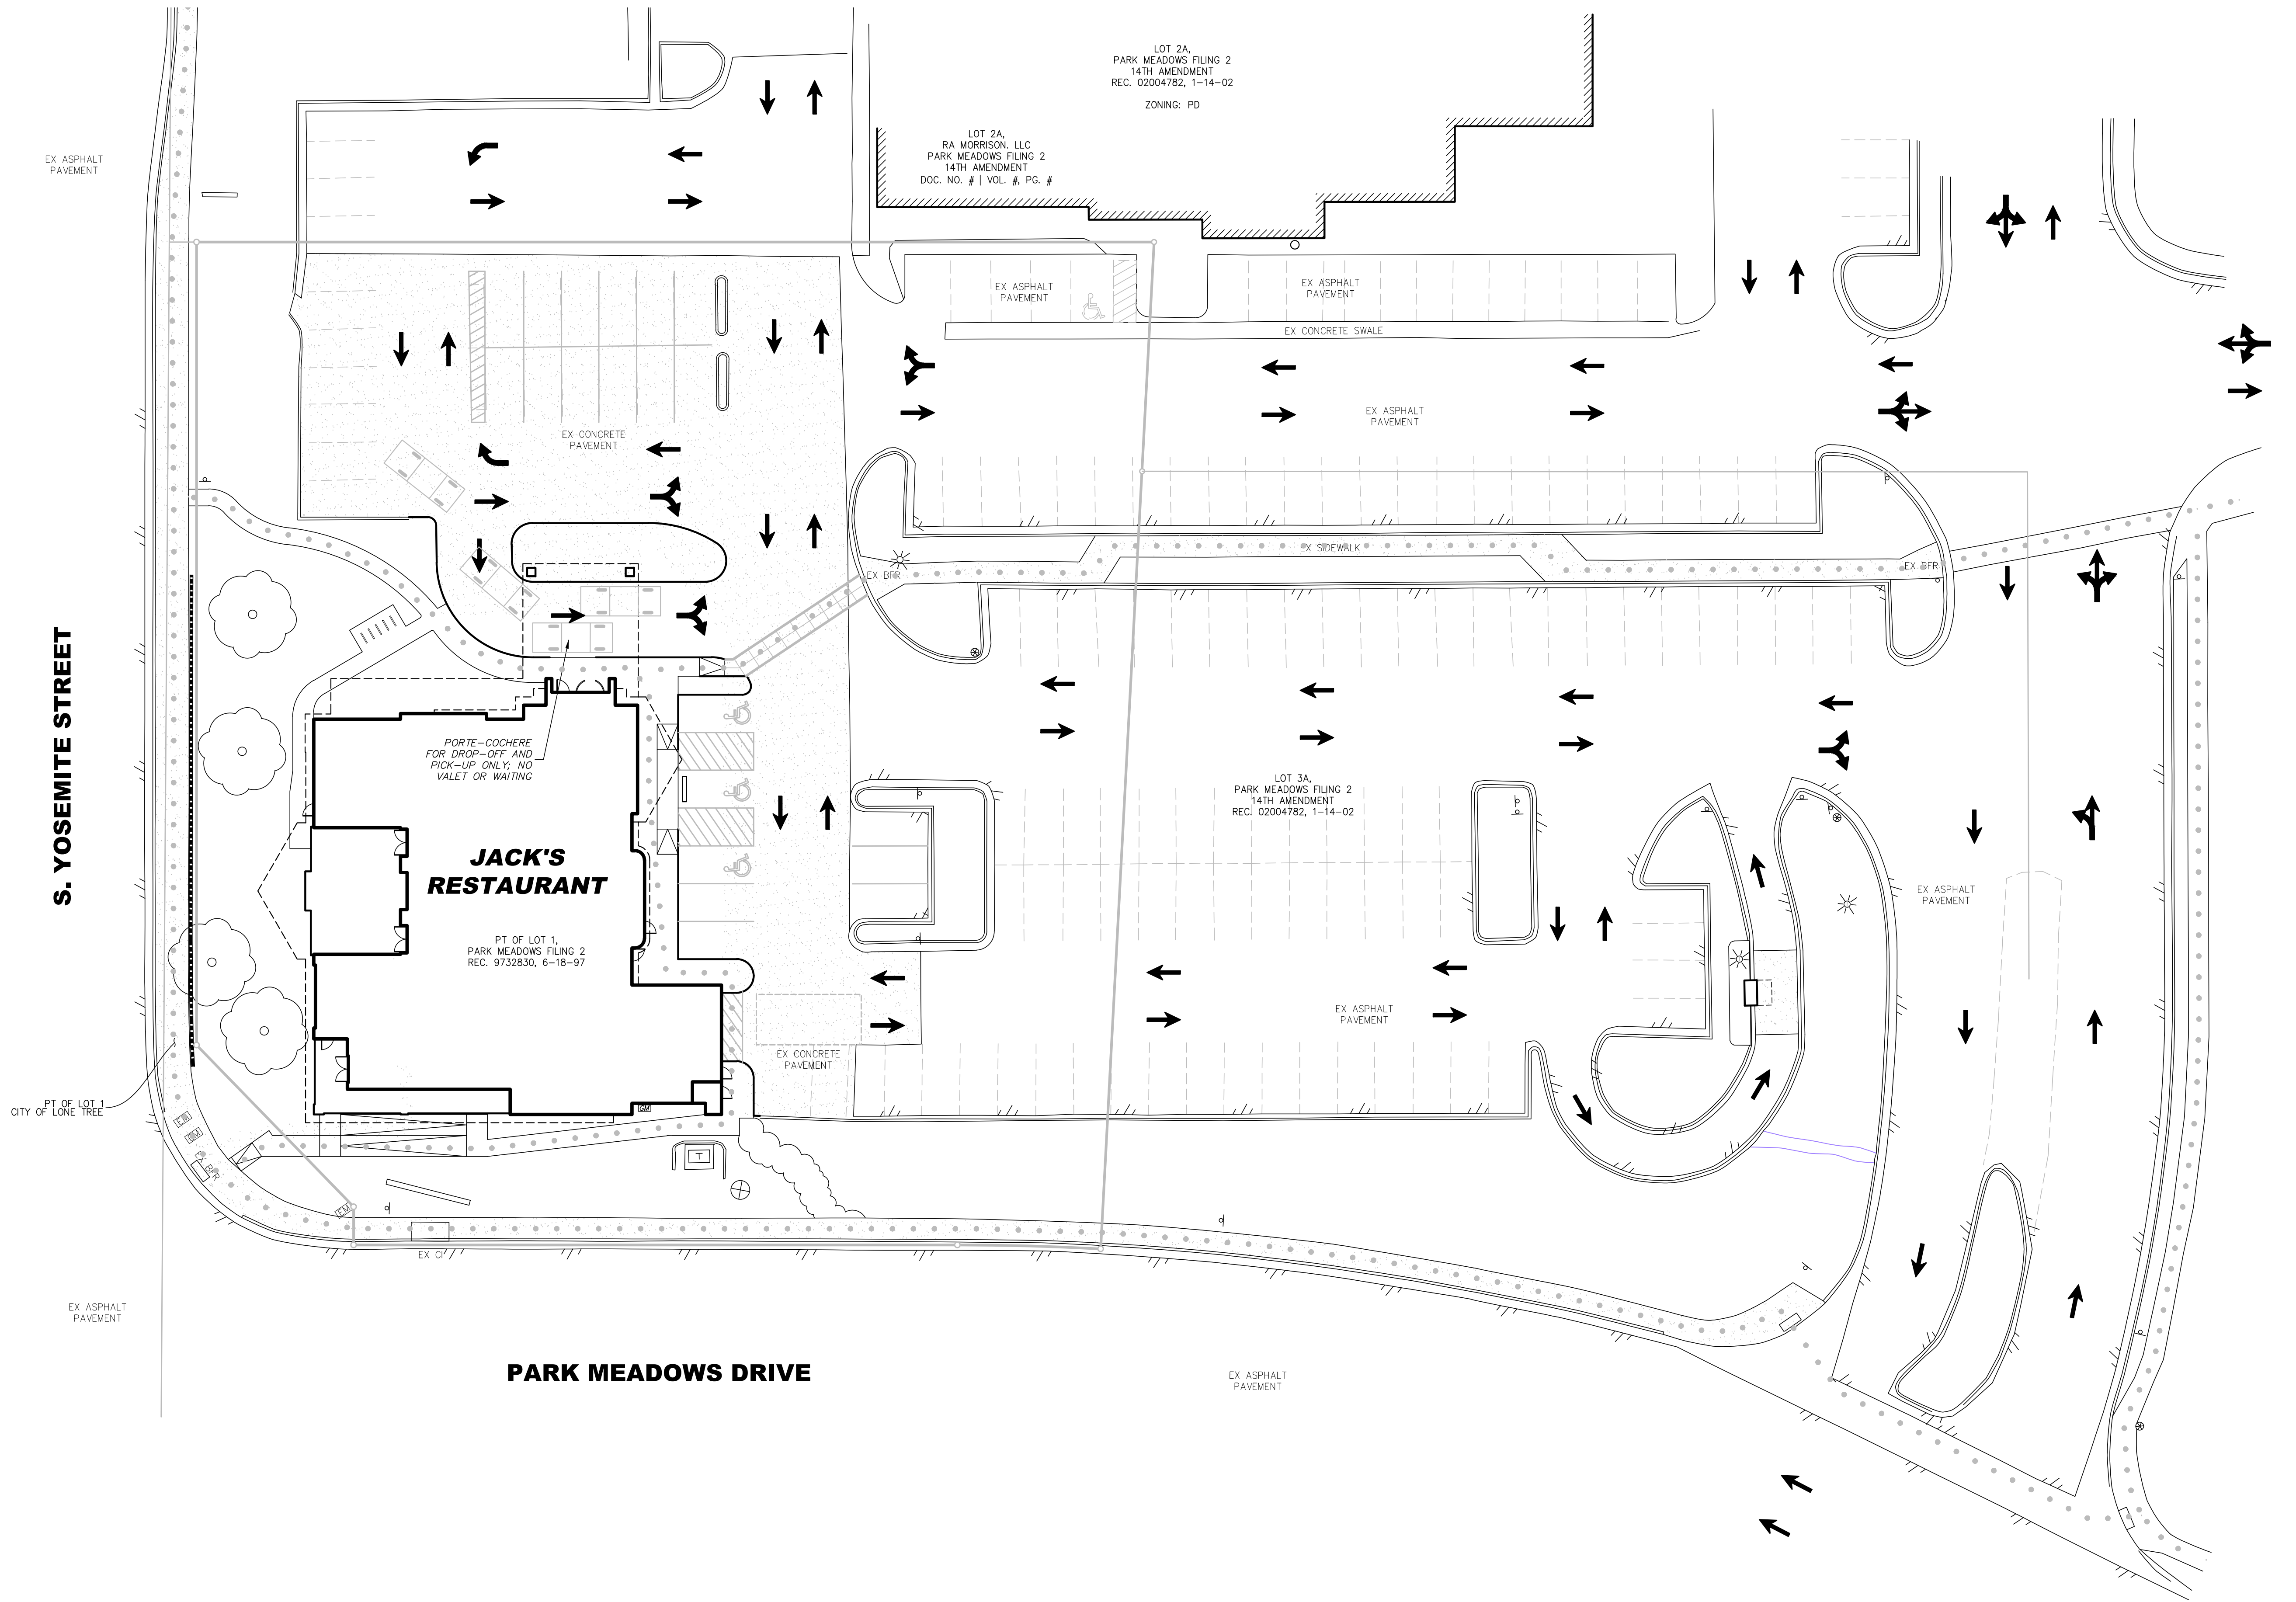 LOT 2A,
PARK MEADOWS FILING 2
14TH AMENDMENT
REC. 02004782, 1-14-02
ZONING: PD
LOT 2A,
RA MORRISON. LLC
PARK MEADOWS FILING 2
14TH AMENDMENT
DOC. NO. # | VOL. #, PG. #
EX ASPHALT
PAVEMENT
EX ASPHALT
PAVEMENT
EX ASPHALT
PAVEMENT
EX CONCRETE SWALE
EX ASPHALT
PAVEMENT
EX CONCRETE
PAVEMENT
EX SIDEWALK
EX BFR
EX BFR
S. YOSEMITE STREET
PORTE-COCHERE
FOR DROP-OFF AND
PICK-UP ONLY; NO
VALET OR WAITING
LOT 3A,
PARK MEADOWS FILING 2
14TH AMENDMENT
REC. 02004782, 1-14-02
JACK'S
RESTAURANT
EX ASPHALT
PAVEMENT
PT OF LOT 1,
PARK MEADOWS FILING 2
REC. 9732830, 6-18-97
EX ASPHALT
PAVEMENT
EX CONCRETE
PAVEMENT
PT OF LOT 1
CITY OF LONE TREE
GM
T
EX BFR
EM
EX CI
EX ASPHALT
PAVEMENT
PARK MEADOWS DRIVE
EX ASPHALT
PAVEMENT